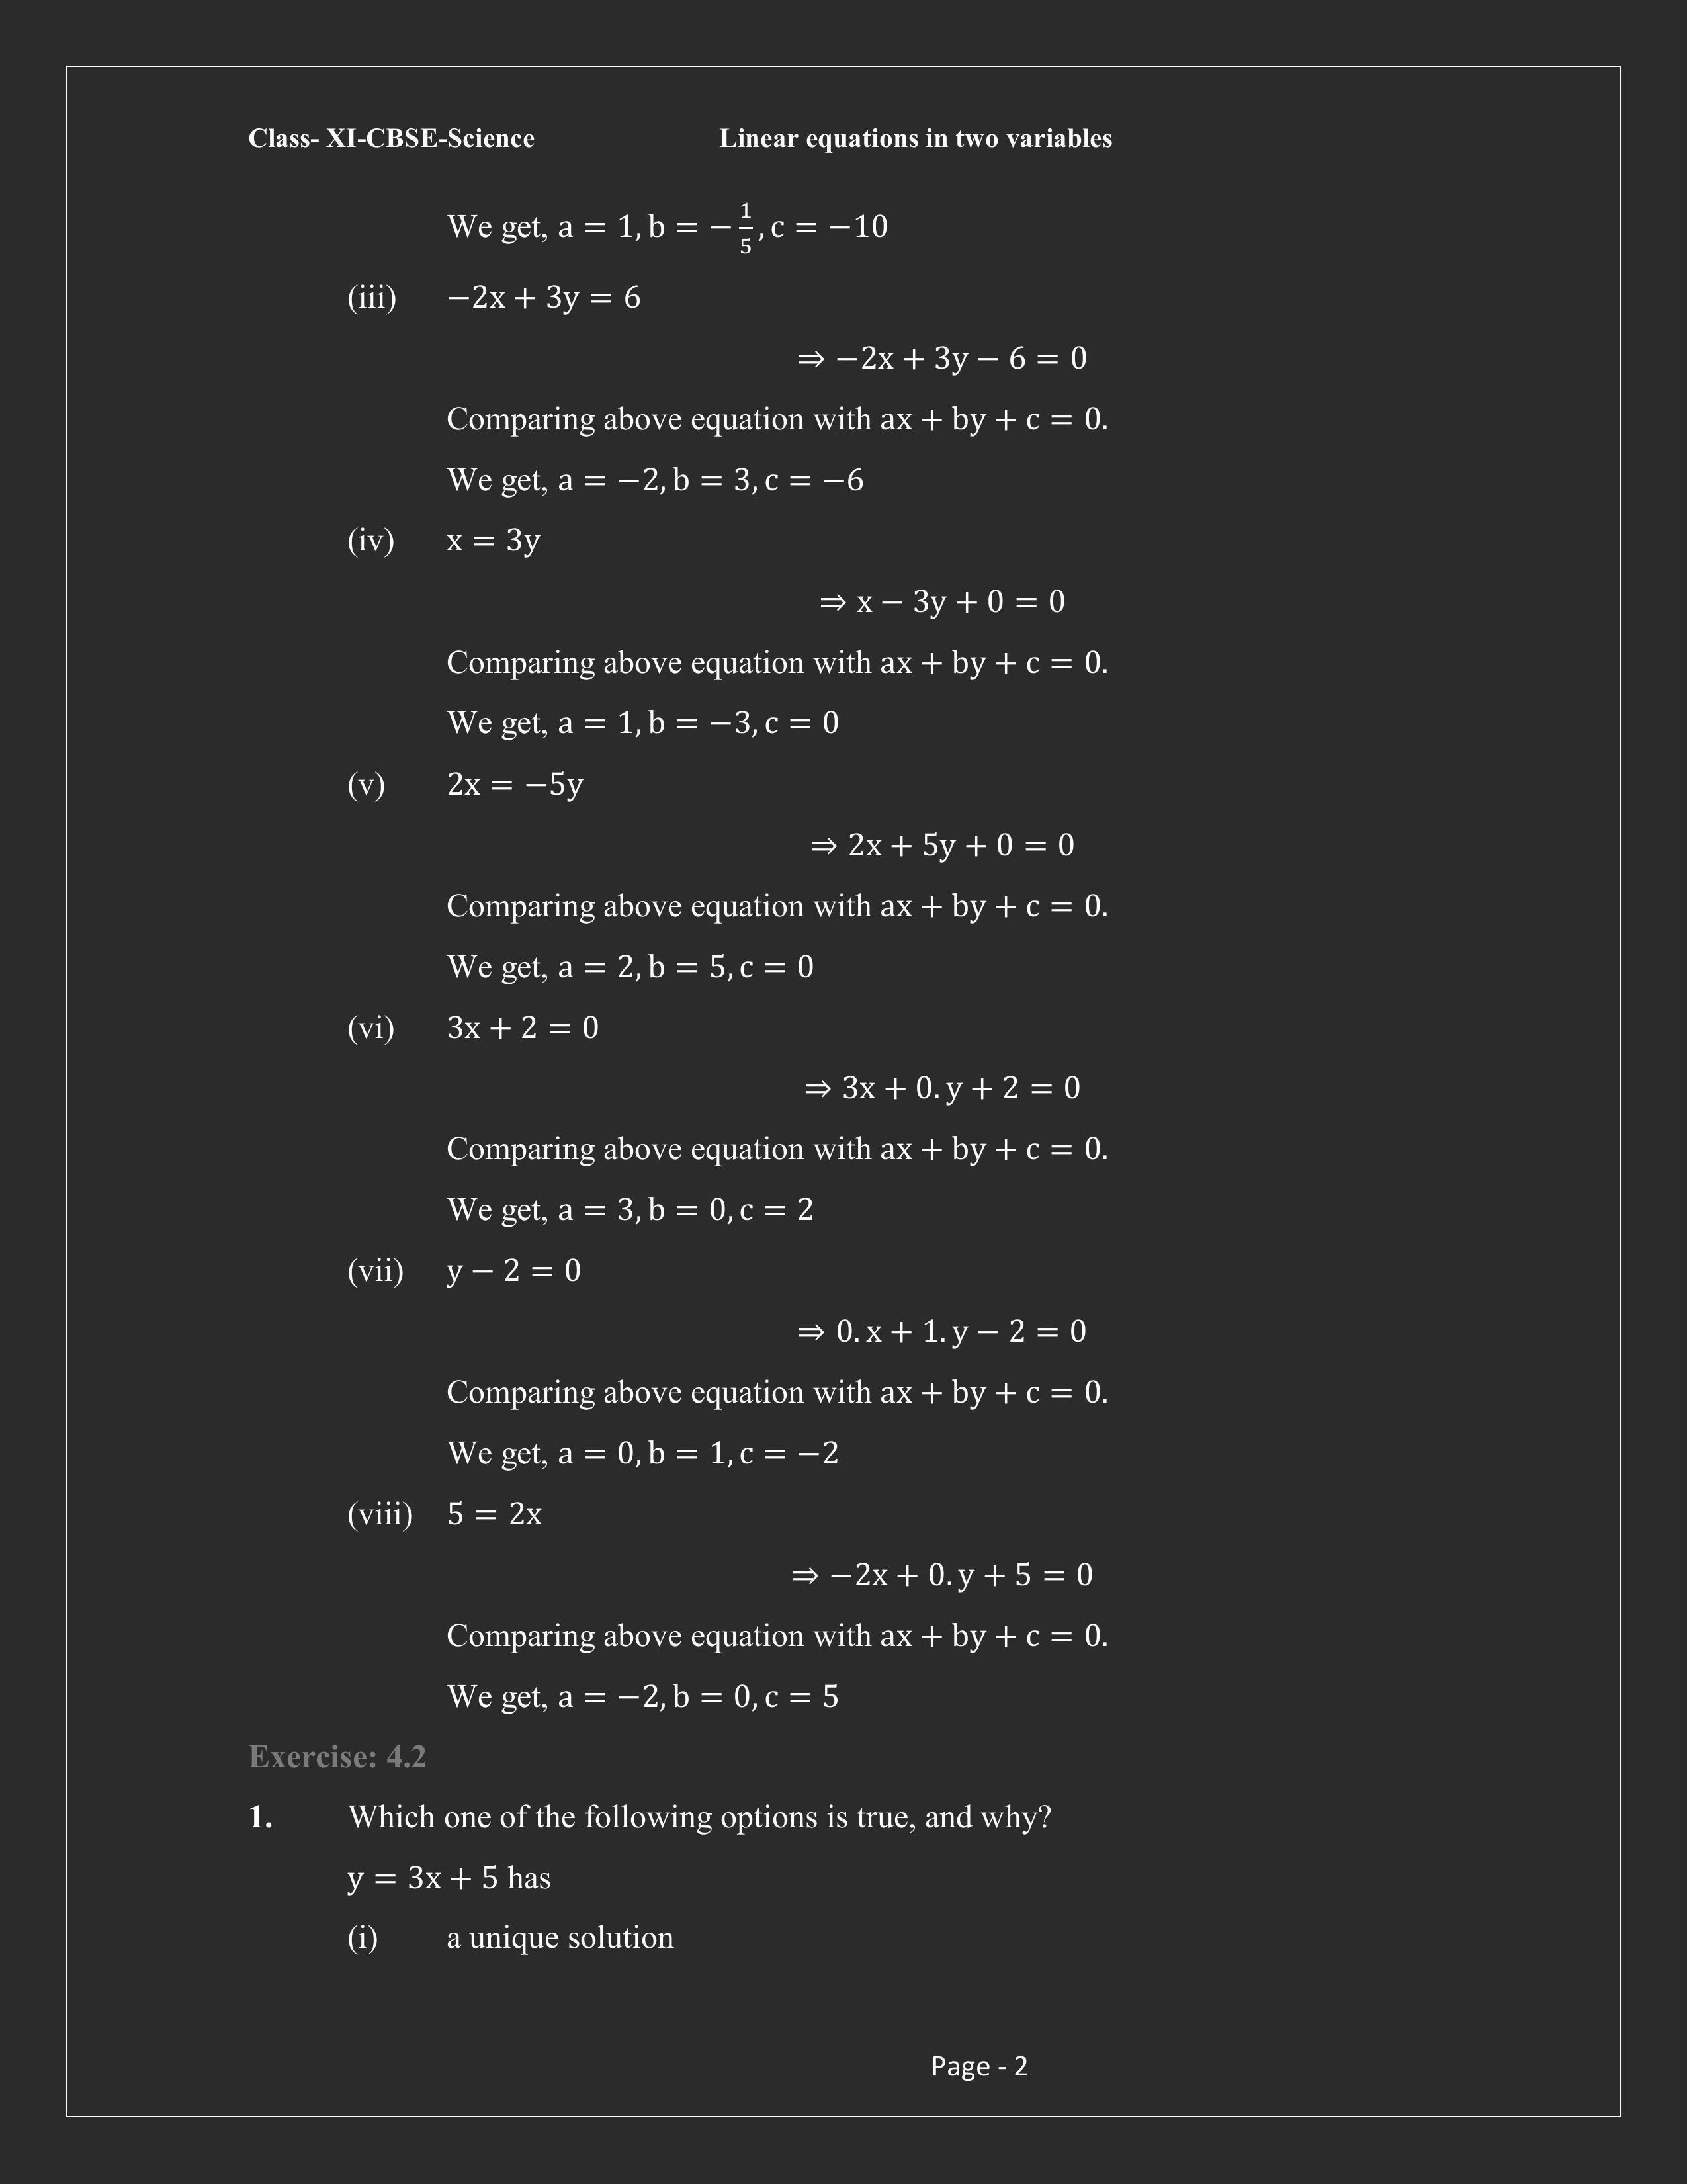 Class- XI-CBSE-Science Linear equations in two variables
We get, a = 1, b = −1/5, c = −10
(iii) −2x + 3y = 6
⇒ −2x + 3y − 6 = 0
Comparing above equation with ax + by + c = 0.
We get, a = −2, b = 3, c = −6
(iv) x = 3y
⇒ x − 3y + 0 = 0
Comparing above equation with ax + by + c = 0.
We get, a = 1, b = −3, c = 0
(v) 2x = −5y
⇒ 2x + 5y + 0 = 0
Comparing above equation with ax + by + c = 0.
We get, a = 2, b = 5, c = 0
(vi) 3x + 2 = 0
⇒ 3x + 0. y + 2 = 0
Comparing above equation with ax + by + c = 0.
We get, a = 3, b = 0, c = 2
(vii) y − 2 = 0
⇒ 0. x + 1. y − 2 = 0
Comparing above equation with ax + by + c = 0.
We get, a = 0, b = 1, c = −2
(viii) 5 = 2x
⇒ −2x + 0. y + 5 = 0
Comparing above equation with ax + by + c = 0.
We get, a = −2, b = 0, c = 5
Exercise: 4.2
1. Which one of the following options is true, and why?
y = 3x + 5 has
(i) a unique solution
Page - 2